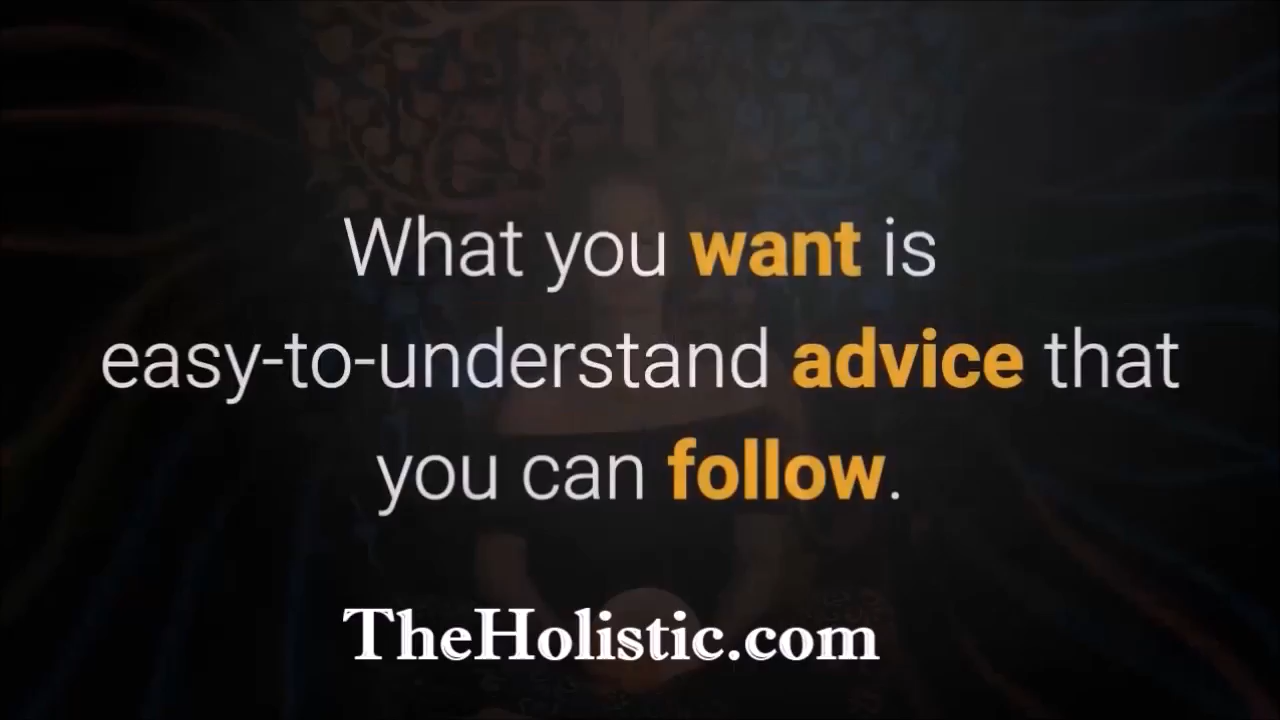 What you want is
easy-to-understand advice that
you can follow.
TheHolistic.com